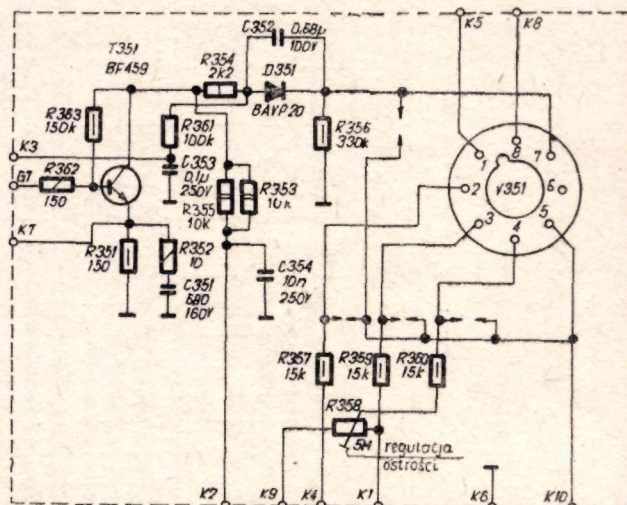 K5
K8
C352
0,68µ
100V
T351
BF459
R354
2k2
D351
BAYP20
R363
150k
R361
100k
R356
330k
K3
G7
R362
150
C353
0,1µ
250V
R355
10K
R353
10k
1
8
7
2
V351
6
3
4
5
K7
R351
150
R352
10
C351
680
160V
C354
10n
250V
R357
15k
R359
15k
R360
15k
R358
5M
regulacja
ostrości
K2
K9
K4
K1
K6
K10